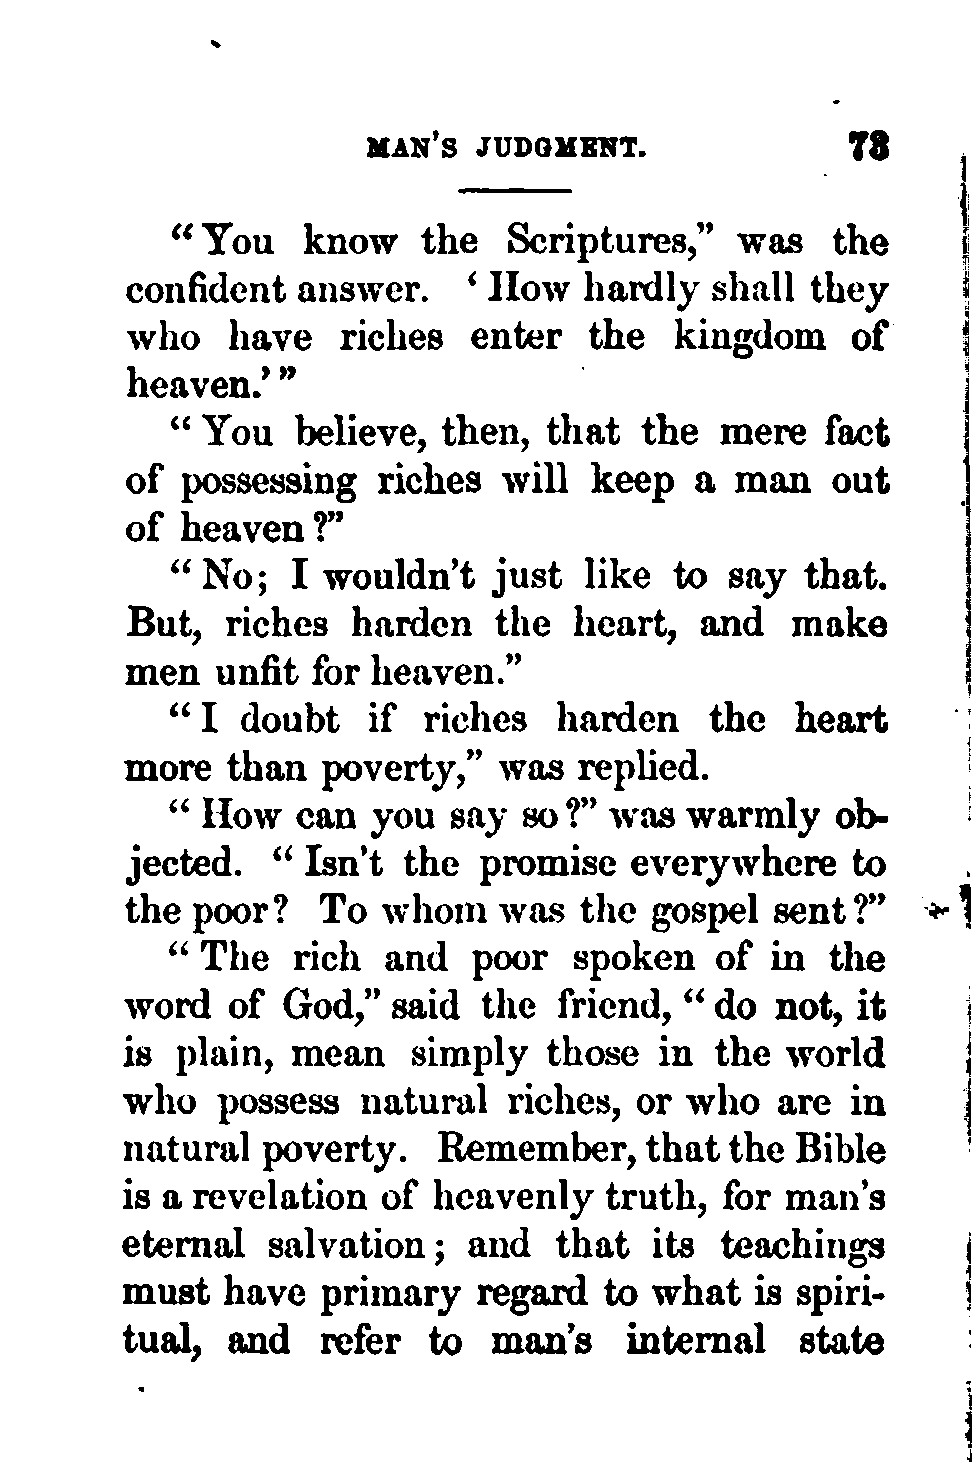 MAN'S JUDGMENT. 73
"You know the Scriptures," was the
confident answer. 'How hardly shall they
who have riches enter the kingdom of
heaven.'"
"You believe, then, that the mere fact
of possessing riches will keep a man out
of heaven?"
"No; I wouldn't just like to say that.
But, riches harden the heart, and make
men unfit for heaven."
"I doubt if riches harden the heart
more than poverty," was replied.
"How can you say so?" was warmly ob-
jected. "Isn't the promise everywhere to
the poor? To whom was the gospel sent?"
"The rich and poor spoken of in the
word of God," said the friend, "do not, it
is plain, mean simply those in the world
who possess natural riches, or who are in
natural poverty. Remember, that the Bible
is a revelation of heavenly truth, for man's
eternal salvation; and that its teachings
must have primary regard to what is spiri-
tual, and refer to man's internal state